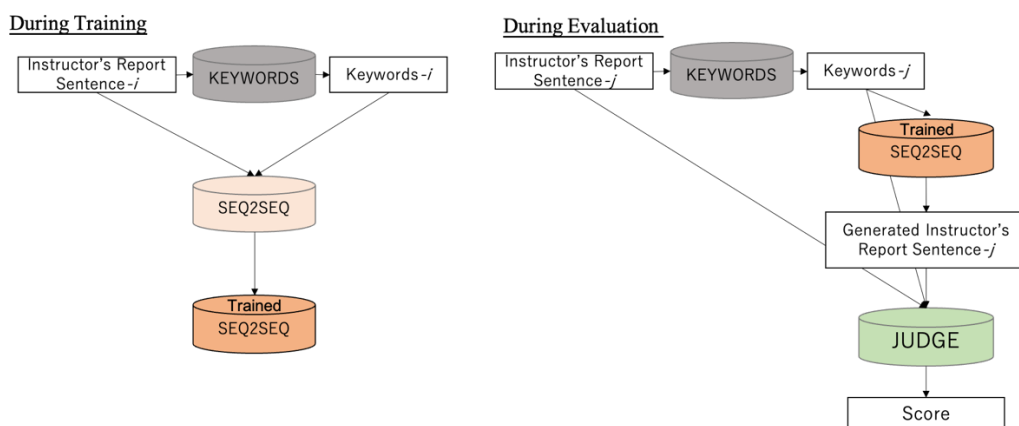 During Training
Instructor's Report
Sentence-i
KEYWORDS
Keywords-i
SEQ2SEQ
Trained
SEQ2SEQ
During Evaluation
Instructor's Report
Sentence-j
KEYWORDS
Keywords-j
Trained
SEQ2SEQ
Generated Instructor's
Report Sentence-j
JUDGE
Score